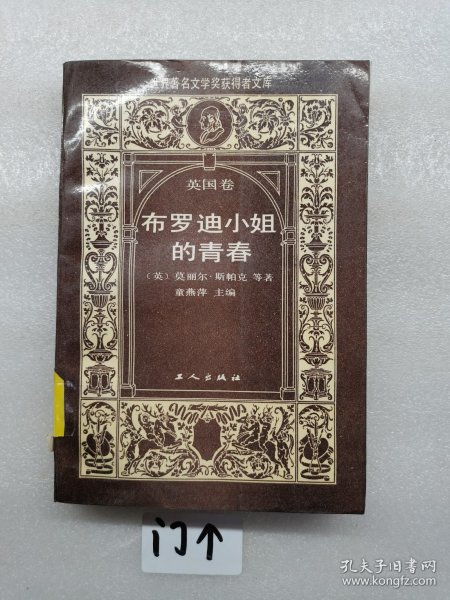 世界著名文学奖获得者文库
英国卷
布罗迪小姐
的青春
（英）莫丽尔·斯帕克 等著
童燕萍 主编
工人出版社
门个
孔夫子旧书网
www.kongfz.com